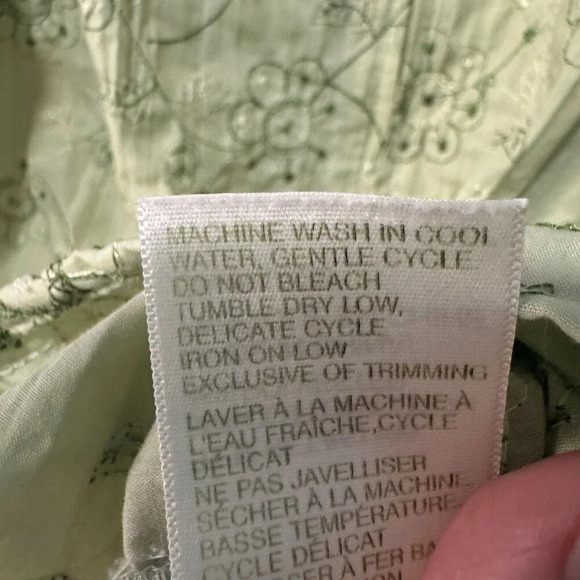 MACHINE WASH IN COOL
WATER, GENTLE CYCLE
DO NOT BLEACH
TUMBLE DRY LOW,
DELICATE CYCLE
IRON ON LOW
EXCLUSIVE OF TRIMMING
LAVER À LA MACHINE À
L'EAU FRAÎCHE,CYCLE
DÉLICAT
NE PAS JAVELLISER
SÉCHER À LA MACHINE,
BASSE TEMPÉRATURE
CYCLE DÉLICAT
À FER